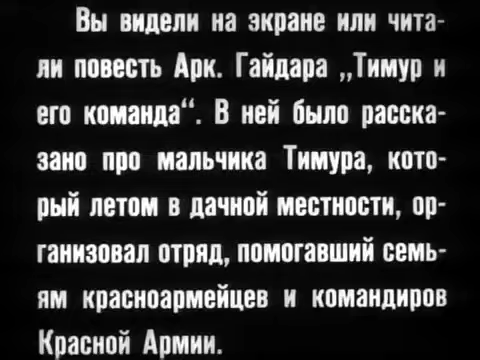 Вы видели на экране или чита-
ли повесть Арк. Гайдара „Тимур и
его команда“. В ней было расска-
зано про мальчика Тимура, кото-
рый летом в дачной местности, ор-
ганизовал отряд, помогавший семь-
ям красноармейцев и командиров
Красной Армии.